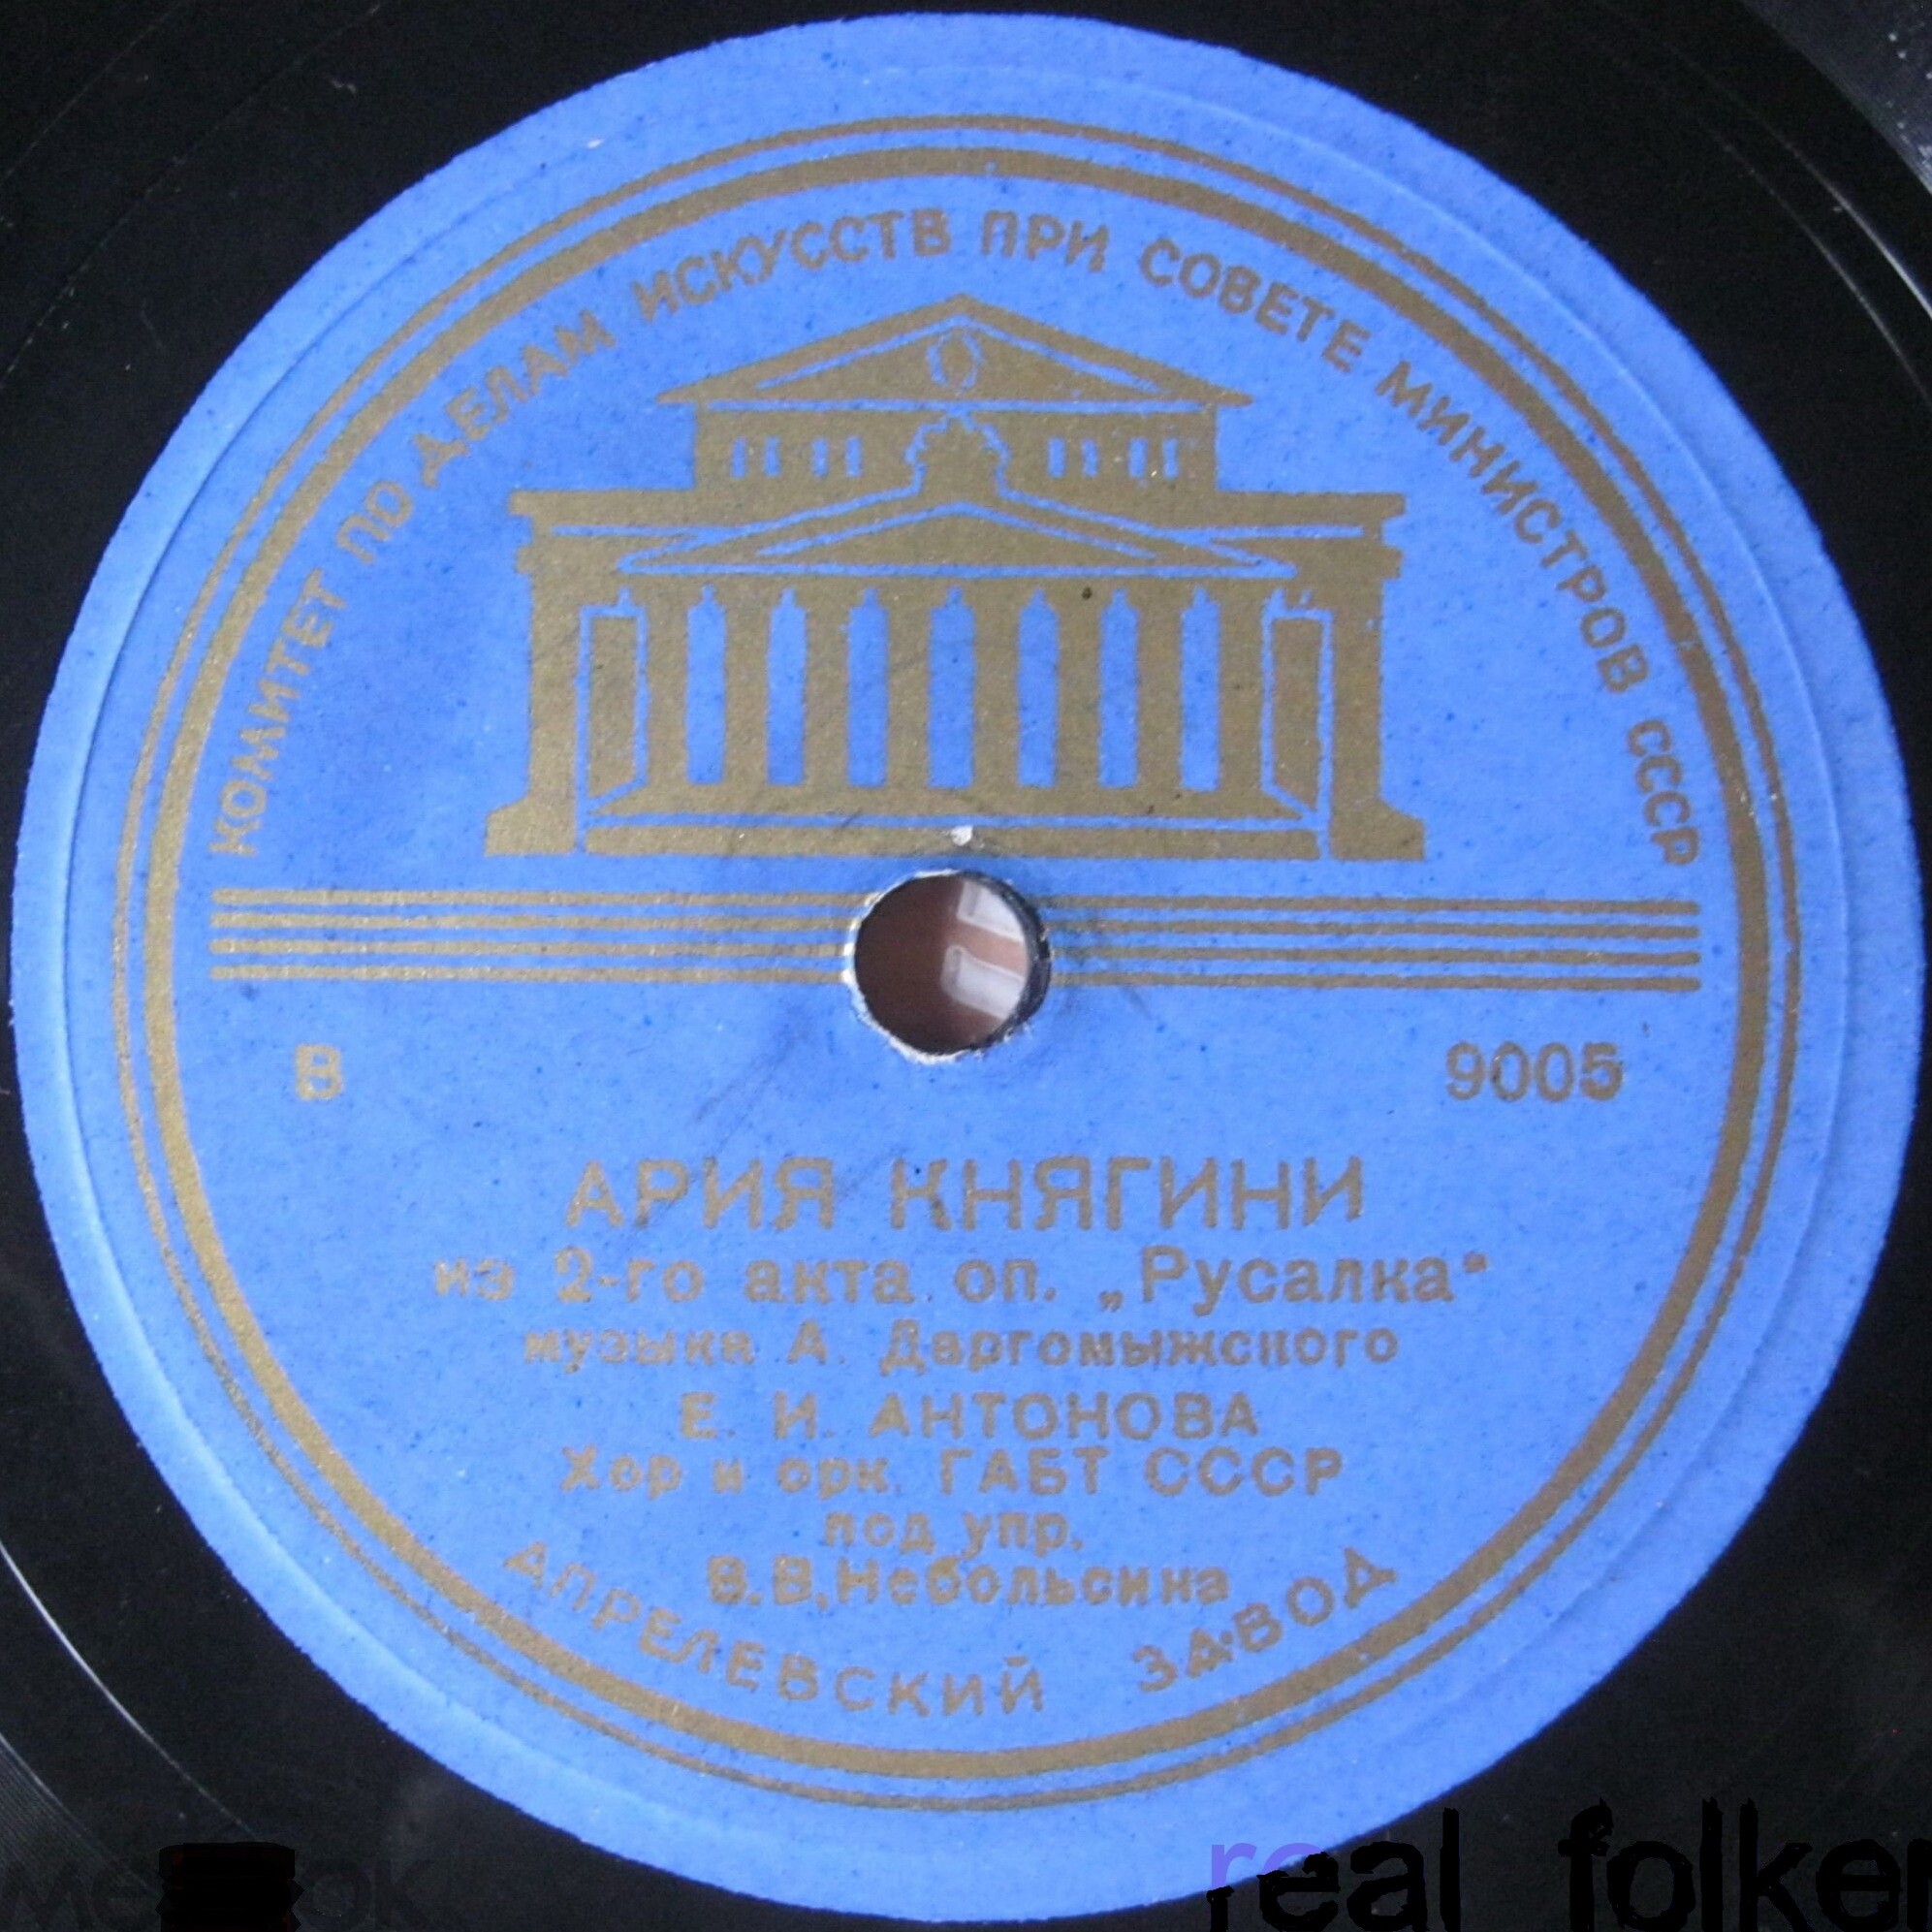 КОМИТЕТ ПО ДЕЛАМ ИСКУССТВ ПРИ СОВЕТЕ МИНИСТРОВ СССР
В 9005
АРИЯ КНЯГИНИ
из 2-го акта оп. „Русалка"
музыка А. Даргомыжского
Е. И. АНТОНОВА
Хор и орк. ГАБТ СССР
под упр.
В.В.Небольсина
АПРЕЛЕВСКИЙ ЗАВОД
real folker